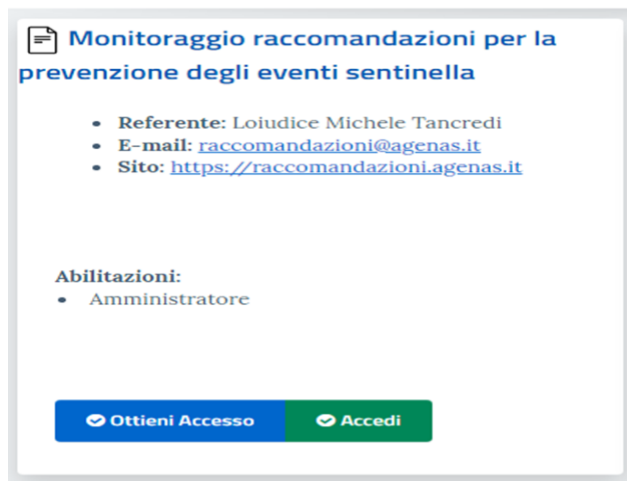 Monitoraggio raccomandazioni per la
prevenzione degli eventi sentinella
• Referente: Loiudice Michele Tancredi
• E-mail: raccomandazioni@agenas.it
• Sito: https://raccomandazioni.agenas.it
Abilitazioni:
• Amministratore
Ottieni Accesso Accedi